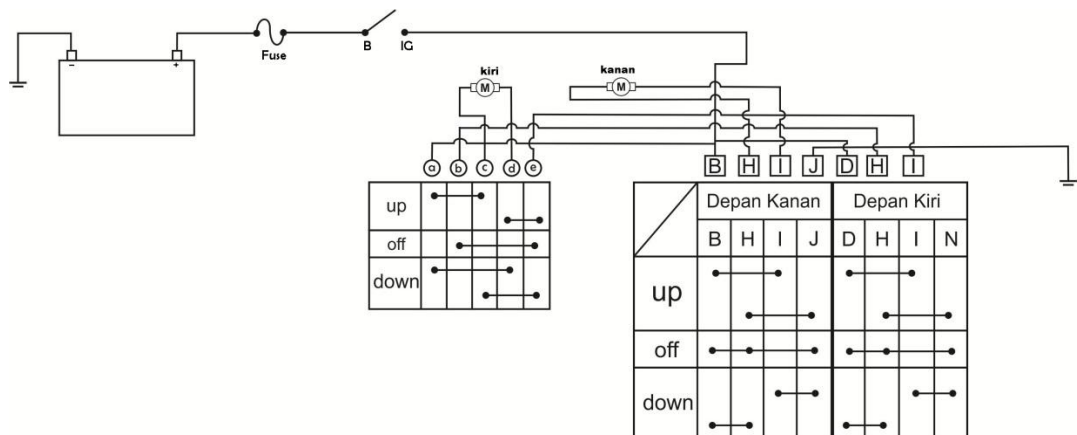 - +
Fuse
B IG
kiri
M
kanan
M
a b c d e
B H I J D H I
up
off
down
Depan Kanan Depan Kiri
B H I J D H I N
up
off
down